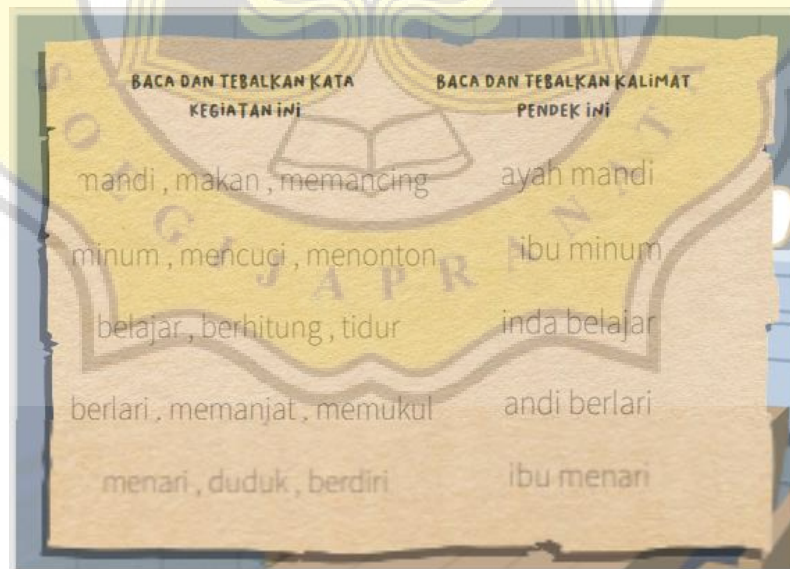 BACA DAN TEBALKAN KATA
KEGIATAN iNi
mandi , makan , memancing
minum , mencuci , menonton
belajar , berhitung , tidur
berlari , memanjat , memukul
menari , duduk , berdiri
BACA DAN TEBALKAN KALiMAT
PENDEK iNi
ayah mandi
ibu minum
inda belajar
andi berlari
ibu menari
SOEGIJAPRANATA